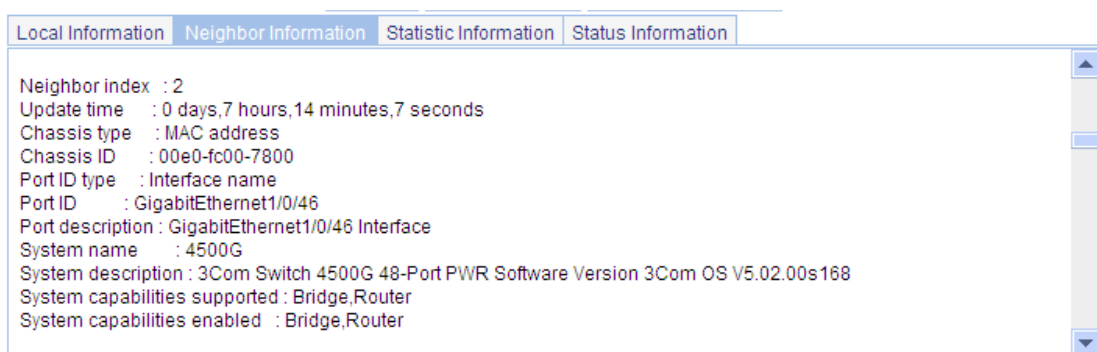 Local Information Neighbor Information Statistic Information Status Information
Neighbor index : 2
Update time : 0 days,7 hours,14 minutes,7 seconds
Chassis type : MAC address
Chassis ID : 00e0-fc00-7800
Port ID type : Interface name
Port ID : GigabitEthernet1/0/46
Port description : GigabitEthernet1/0/46 Interface
System name : 4500G
System description : 3Com Switch 4500G 48-Port PWR Software Version 3Com OS V5.02.00s168
System capabilities supported : Bridge,Router
System capabilities enabled : Bridge,Router